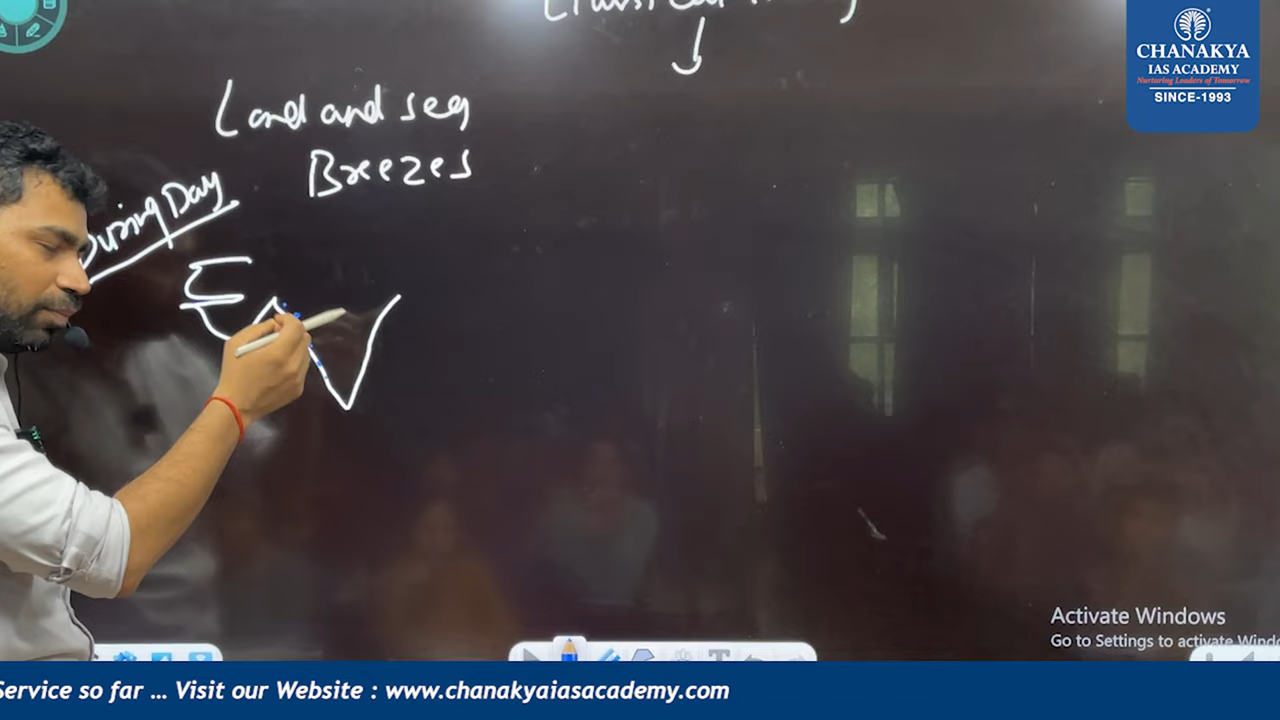 CHANAKYA
IAS ACADEMY
Nurturing Leaders of Tomorrow
SINCE-1993
Land and sea
Breezes
During Day
Activate Windows
Go to Settings to activate Windo
Service so far ... Visit our Website : www.chanakyaiasacademy.com